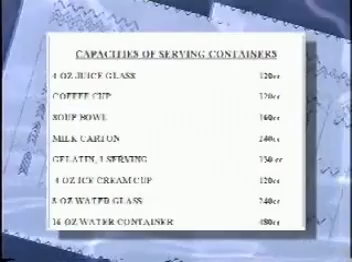 CAPACITIES OF SERVING CONTAINERS
4 OZ JUICE GLASS 120cc
COFFEE CUP 120cc
SOUP BOWL 160cc
MILK CARTON 240cc
GELATIN, 1 SERVING cc
4 OZ ICE CREAM CUP 120cc
8 OZ WATER GLASS 240cc
16 OZ WATER CONTAINER 480cc